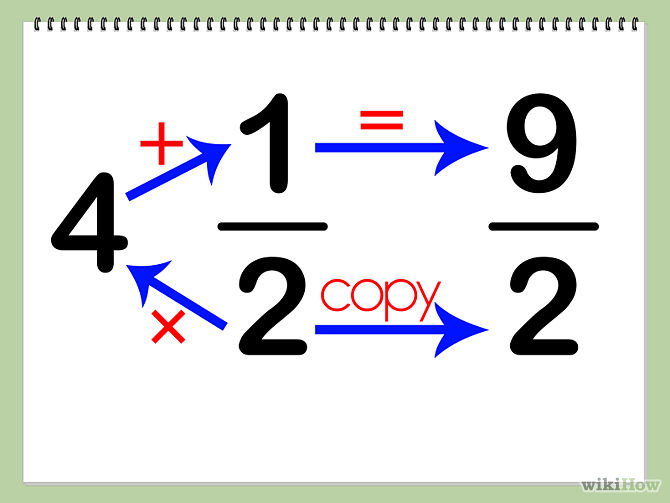 + 1 = 9
4
× 2 copy 2
wikiHow